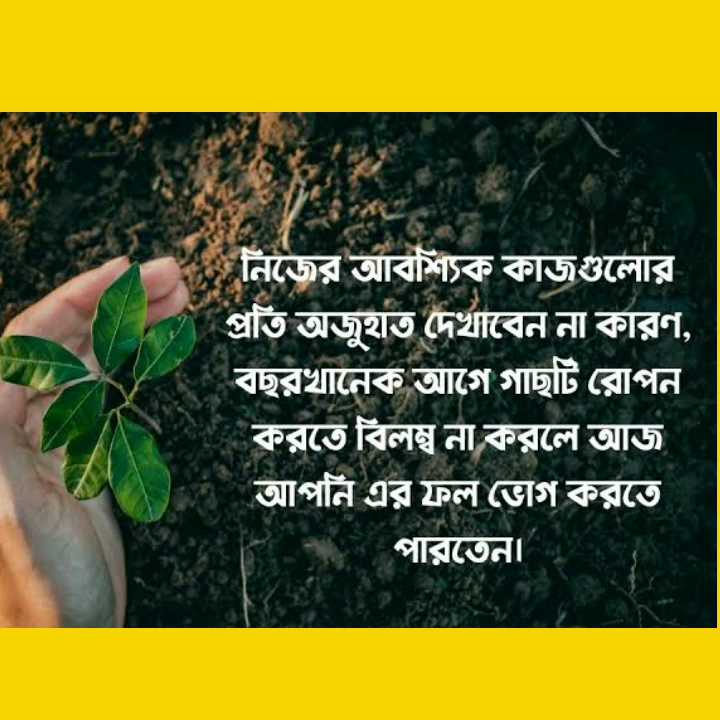 নিজের আবশ্যিক কাজগুলোর
প্রতি অজুহাত দেখাবেন না কারণ,
বছরখানেক আগে গাছটি রোপন
করতে বিলম্ব না করলে আজ
আপনি এর ফল ভোগ করতে
পারতেন।